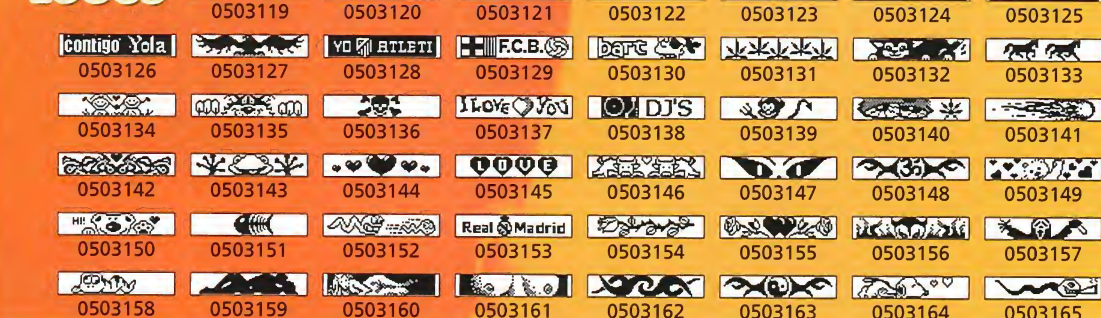 0503119 0503120 0503121 0503122 0503123 0503124 0503125
contigo Yola YO ATLETI F.C.B. bart
0503126 0503127 0503128 0503129 0503130 0503131 0503132 0503133
I LOVE YOU DJ'S
0503134 0503135 0503136 0503137 0503138 0503139 0503140 0503141
LOVE
0503142 0503143 0503144 0503145 0503146 0503147 0503148 0503149
HI! Real Madrid
0503150 0503151 0503152 0503153 0503154 0503155 0503156 0503157
0503158 0503159 0503160 0503161 0503162 0503163 0503164 0503165